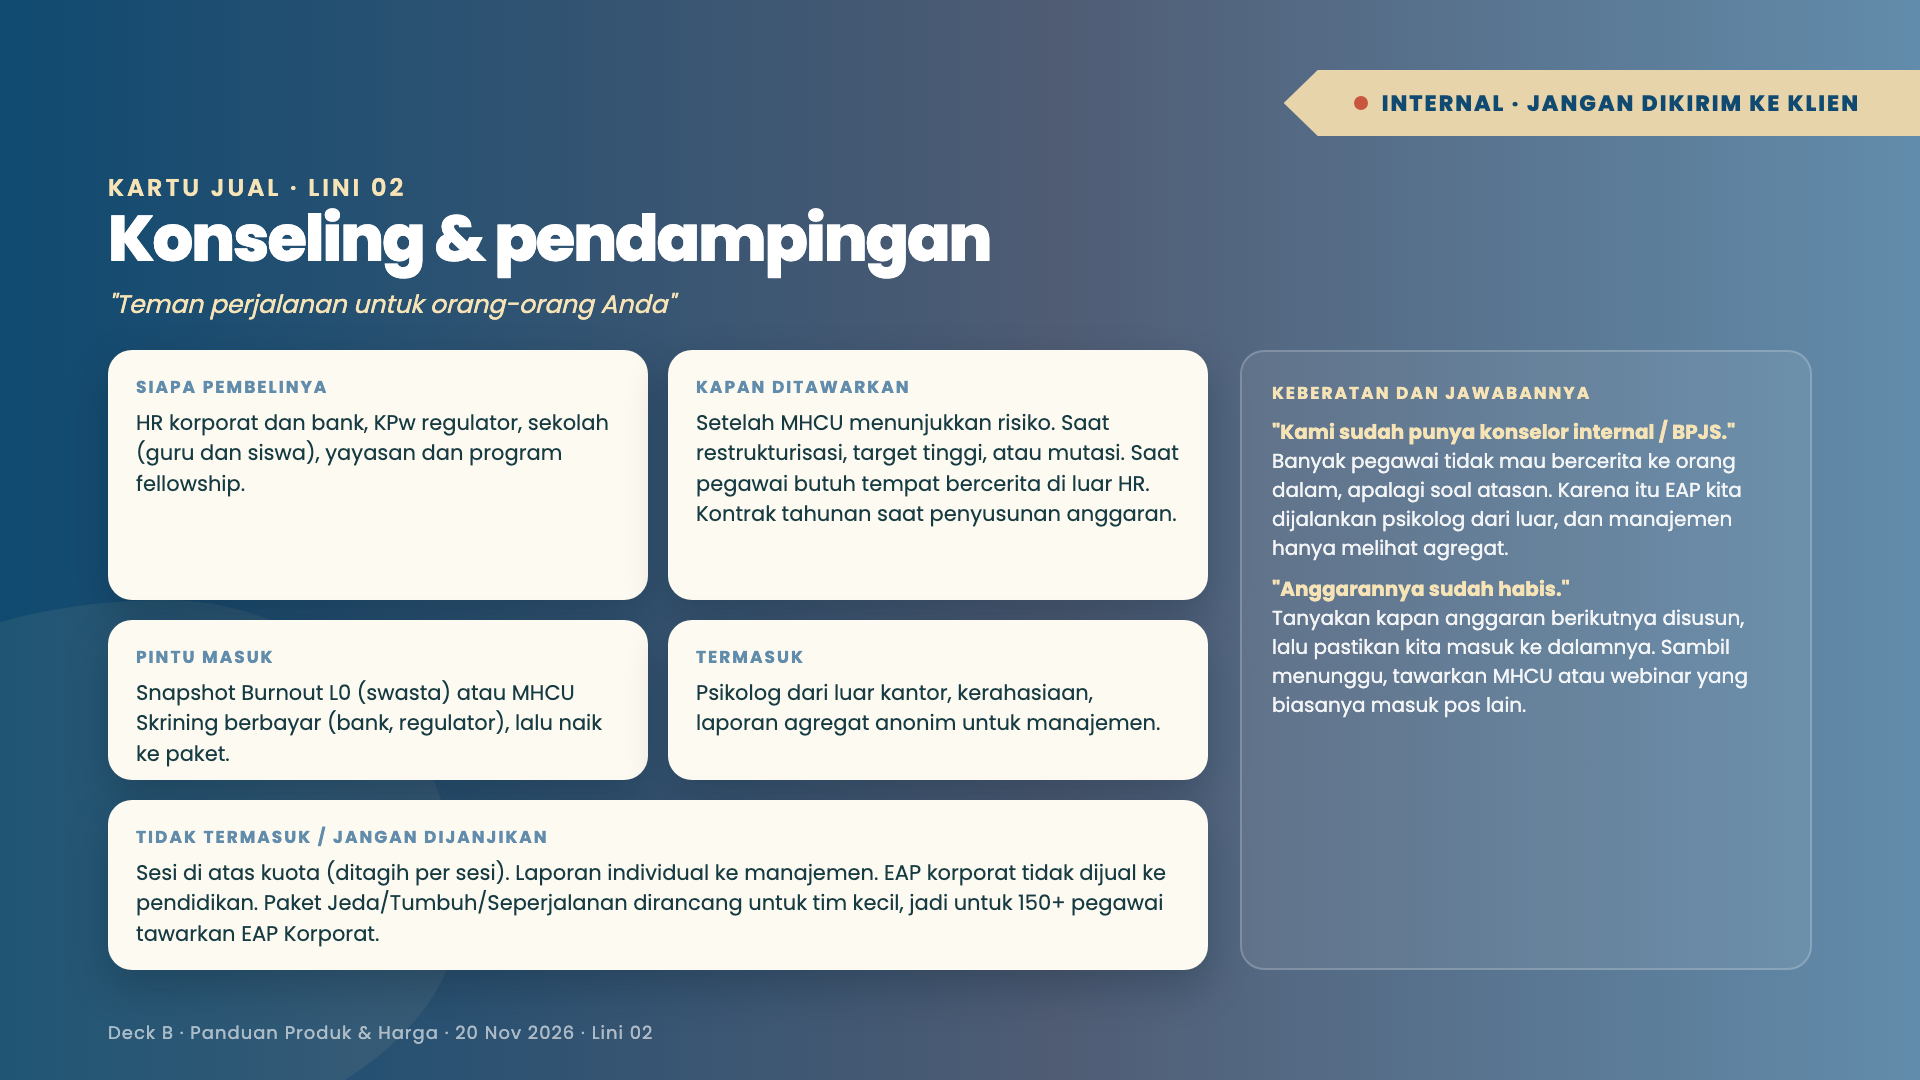 INTERNAL · JANGAN DIKIRIM KE KLIEN
KARTU JUAL · LINI 02
Konseling & pendampingan
"Teman perjalanan untuk orang-orang Anda"
SIAPA PEMBELINYA
HR korporat dan bank, KPw regulator, sekolah
(guru dan siswa), yayasan dan program
fellowship.
KAPAN DITAWARKAN
Setelah MHCU menunjukkan risiko. Saat
restrukturisasi, target tinggi, atau mutasi. Saat
pegawai butuh tempat bercerita di luar HR.
Kontrak tahunan saat penyusunan anggaran.
PINTU MASUK
Snapshot Burnout L0 (swasta) atau MHCU
Skrining berbayar (bank, regulator), lalu naik
ke paket.
TERMASUK
Psikolog dari luar kantor, kerahasiaan,
laporan agregat anonim untuk manajemen.
TIDAK TERMASUK / JANGAN DIJANJIKAN
Sesi di atas kuota (ditagih per sesi). Laporan individual ke manajemen. EAP korporat tidak dijual ke
pendidikan. Paket Jeda/Tumbuh/Seperjalanan dirancang untuk tim kecil, jadi untuk 150+ pegawai
tawarkan EAP Korporat.
KEBERATAN DAN JAWABANNYA
"Kami sudah punya konselor internal / BPJS."
Banyak pegawai tidak mau bercerita ke orang
dalam, apalagi soal atasan. Karena itu EAP kita
dijalankan psikolog dari luar, dan manajemen
hanya melihat agregat.
"Anggarannya sudah habis."
Tanyakan kapan anggaran berikutnya disusun,
lalu pastikan kita masuk ke dalamnya. Sambil
menunggu, tawarkan MHCU atau webinar yang
biasanya masuk pos lain.
Deck B · Panduan Produk & Harga · 20 Nov 2026 · Lini 02